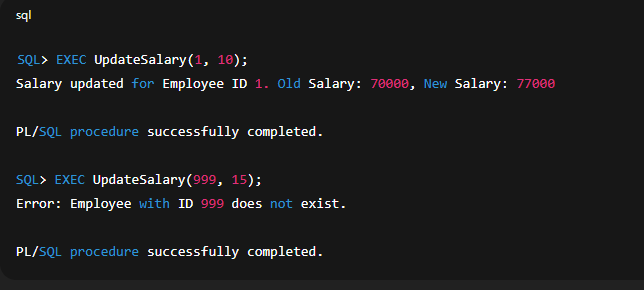 sql
SQL> EXEC UpdateSalary(1, 10);
Salary updated for Employee ID 1. Old Salary: 70000, New Salary: 77000
PL/SQL procedure successfully completed.
SQL> EXEC UpdateSalary(999, 15);
Error: Employee with ID 999 does not exist.
PL/SQL procedure successfully completed.